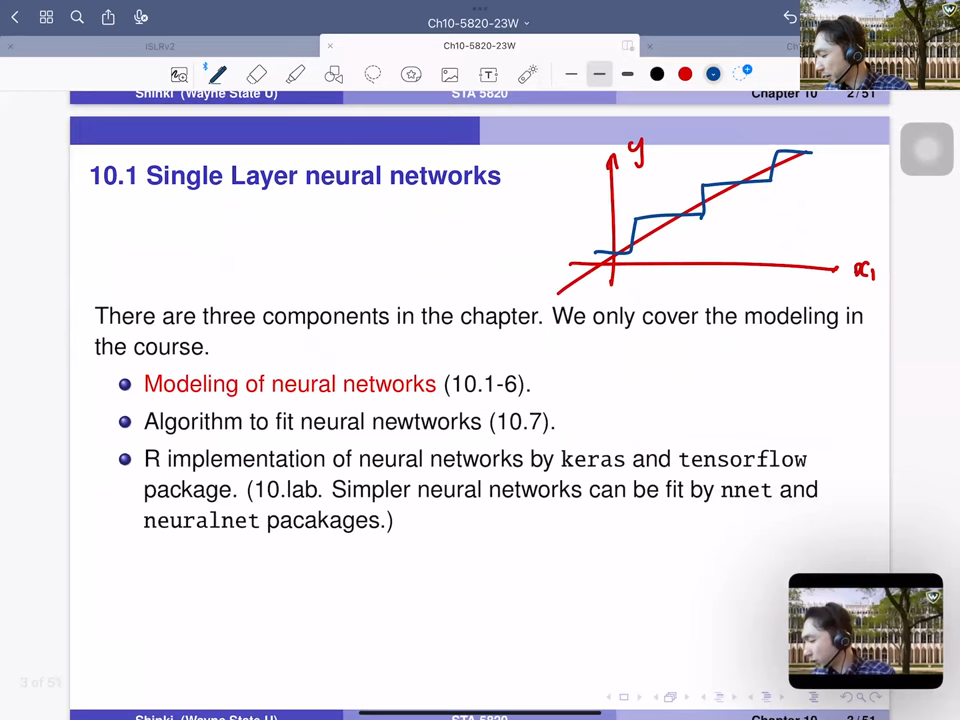 Ch10-5820-23W
ISLRv2
Ch10-5820-23W
Shinki (Wayne State U)
STA 5820
Chapter 10
2/51
10.1 Single Layer neural networks
y
x₁
There are three components in the chapter. We only cover the modeling in
the course.
Modeling of neural networks (10.1-6).
Algorithm to fit neural newtworks (10.7).
R implementation of neural networks by keras and tensorflow
package. (10.lab. Simpler neural networks can be fit by nnet and
neuralnet pacakages.)
3 of 51
Shinki (Wayne State U)
STA 5820
Chapter 10
3/51